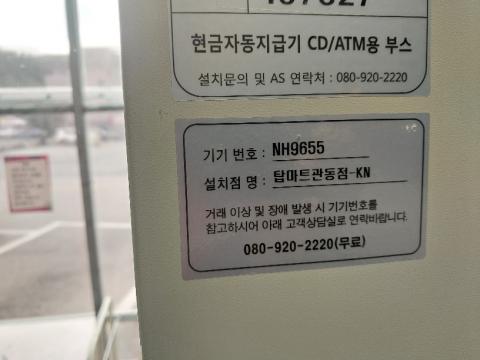 현금자동지급기 CD/ATM용 부스
설치문의 및 AS 연락처 : 080-920-2220
기기 번호 : NH9655
설치점 명 : 탑마트관동점-KN
거래 이상 및 장애 발생 시 기기번호를
참고하시어 아래 고객상담실로 연락바랍니다.
080-920-2220(무료)